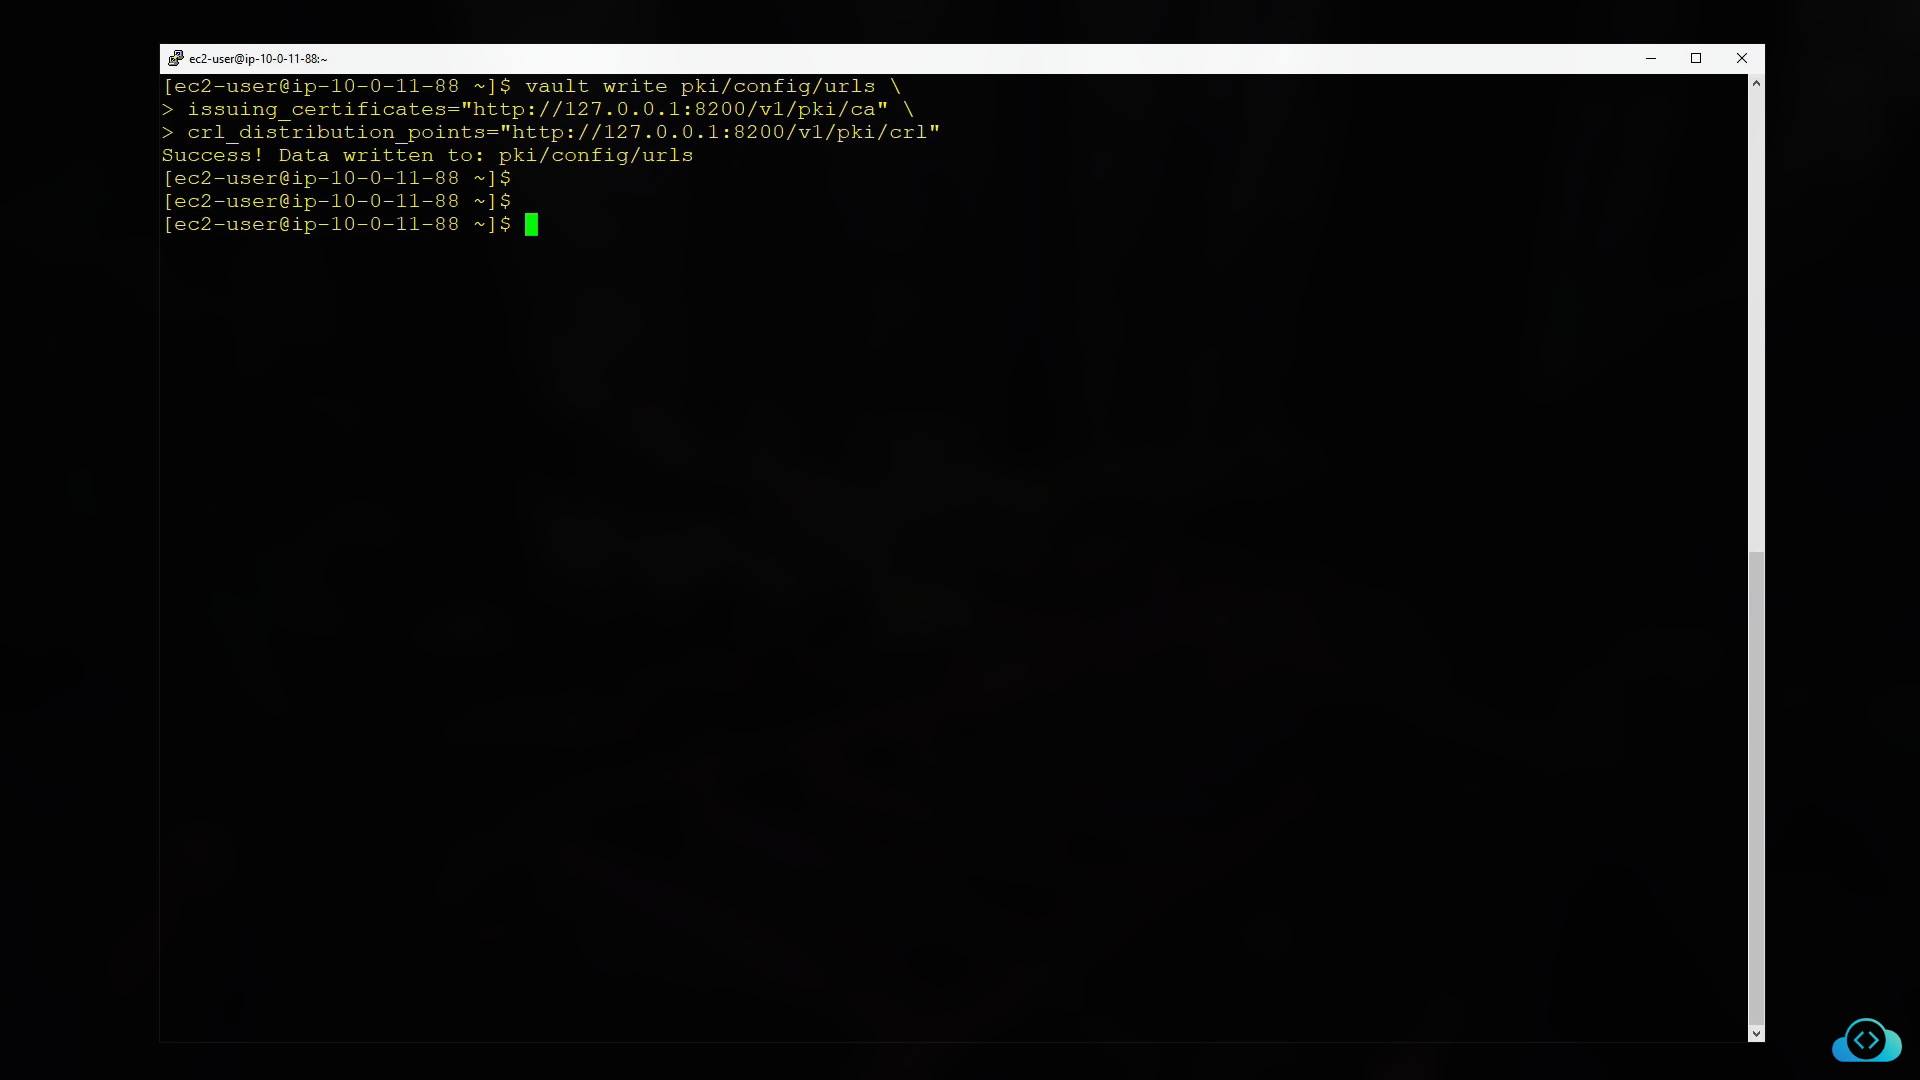 ec2-user@ip-10-0-11-88:~
[ec2-user@ip-10-0-11-88 ~]$ vault write pki/config/urls \
> issuing_certificates="http://127.0.0.1:8200/v1/pki/ca" \
> crl_distribution_points="http://127.0.0.1:8200/v1/pki/crl"
Success! Data written to: pki/config/urls
[ec2-user@ip-10-0-11-88 ~]$
[ec2-user@ip-10-0-11-88 ~]$
[ec2-user@ip-10-0-11-88 ~]$